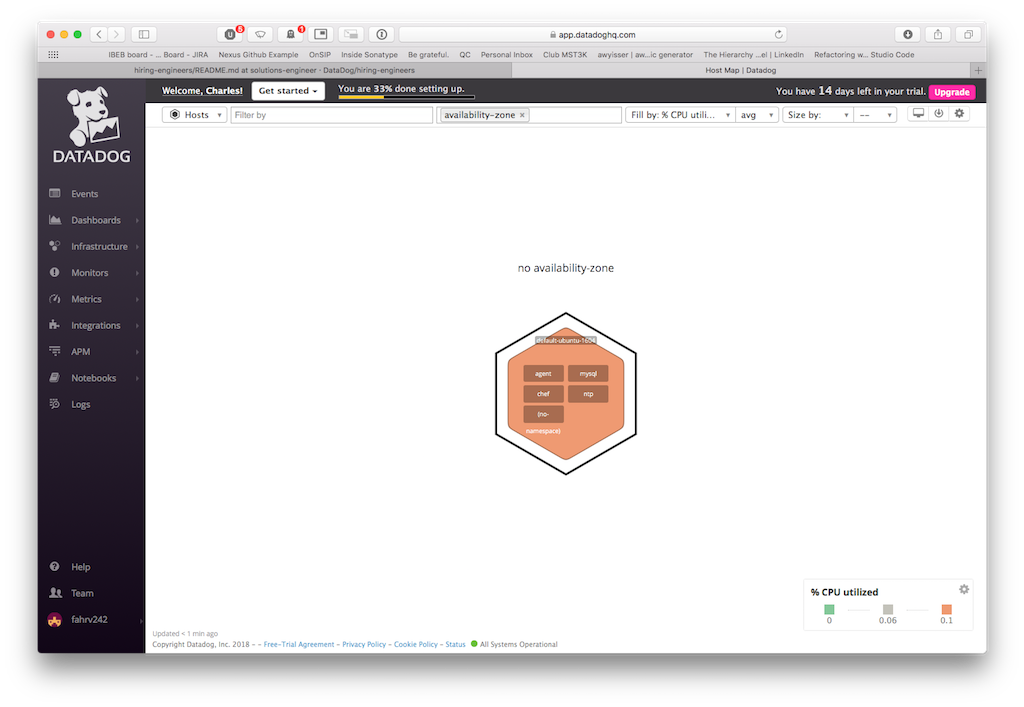 8
1
app.datadoghq.com
IBEB board - ... Board - JIRA Nexus Github Example OnSIP Inside Sonatype Be grateful. QC Personal Inbox Club MST3K awyisser | aw...ic generator The Hierarchy ...el | LinkedIn Refactoring w... Studio Code
hiring-engineers/README.md at solutions-engineer · DataDog/hiring-engineers Host Map | Datadog
Welcome, Charles! Get started You are 33% done setting up. You have 14 days left in your trial. Upgrade
Hosts Filter by availability-zone × Fill by: % CPU utili... avg Size by: --
DATADOG
Events
Dashboards
Infrastructure
Monitors
Metrics
Integrations
APM
Notebooks
Logs
Help
Team
fahrv242
no availability-zone
default-ubuntu-1604
agent mysql
chef ntp
(no-
namespace)
% CPU utilized
0 0.06 0.1
Updated < 1 min ago
Copyright Datadog, Inc. 2018 - - Free-Trial Agreement - Privacy Policy - Cookie Policy - Status All Systems Operational